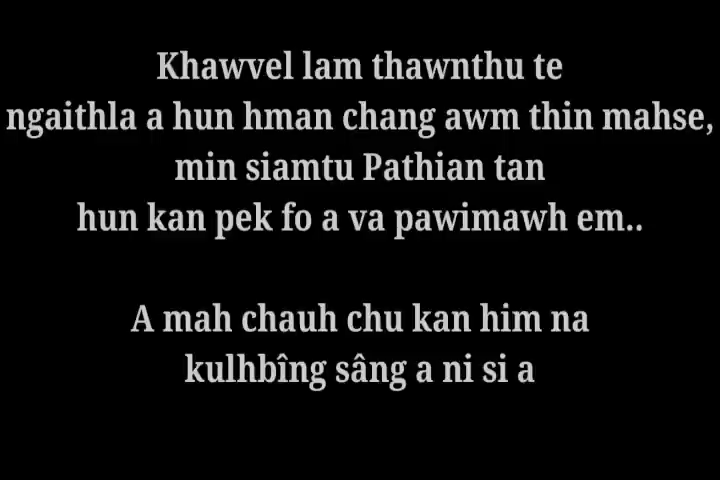 Khawvel lam thawnthu te
ngaithla a hun hman chang awm thin mahse,
min siamtu Pathian tan
hun kan pek fo a va pawimawh em..
A mah chauh chu kan him na
kulhbîng sâng a ni si a